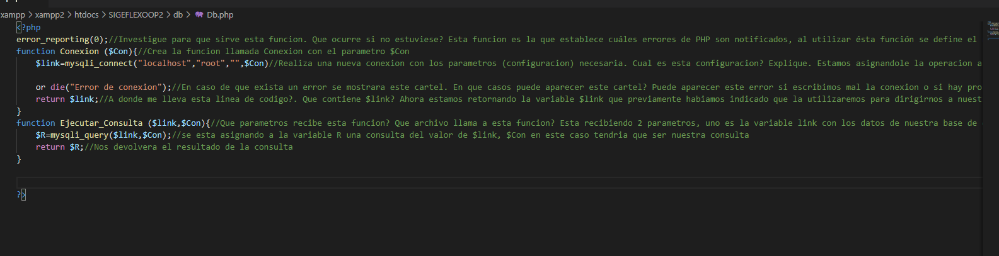 xampp > xampp2 > htdocs > SIGEFLEXOOP2 > db > Db.php
<?php
error_reporting(0);//Investigue para que sirve esta funcion. Que ocurre si no estuviese? Esta funcion es la que establece cuáles errores de PHP son notificados, al utilizar ésta función se define el
function Conexion ($Con){//Crea la funcion llamada Conexion con el parametro $Con
$link=mysqli_connect("localhost","root","",$Con)//Realiza una nueva conexion con los parametros (configuracion) necesaria. Cual es esta configuracion? Explique. Estamos asignandole la operacion a
or die("Error de conexion");//En caso de que exista un error se mostrara este cartel. En que casos puede aparecer este cartel? Puede aparecer este error si escribimos mal la conexion o si hay pro
return $link;//A donde me lleva esta linea de codigo?. Que contiene $link? Ahora estamos retornando la variable $link que previamente habiamos indicado que la utilizaremos para dirigirnos a nuest
}
function Ejecutar_Consulta ($link,$Con){//Que parametros recibe esta funcion? Que archivo llama a esta funcion? Esta recibiendo 2 parametros, uno es la variable link con los datos de nuestra base de
$R=mysqli_query($link,$Con);//se esta asignando a la variable R una consulta del valor de $link, $Con en este caso tendria que ser nuestra consulta
return $R;//Nos devolvera el resultado de la consulta
}
?>